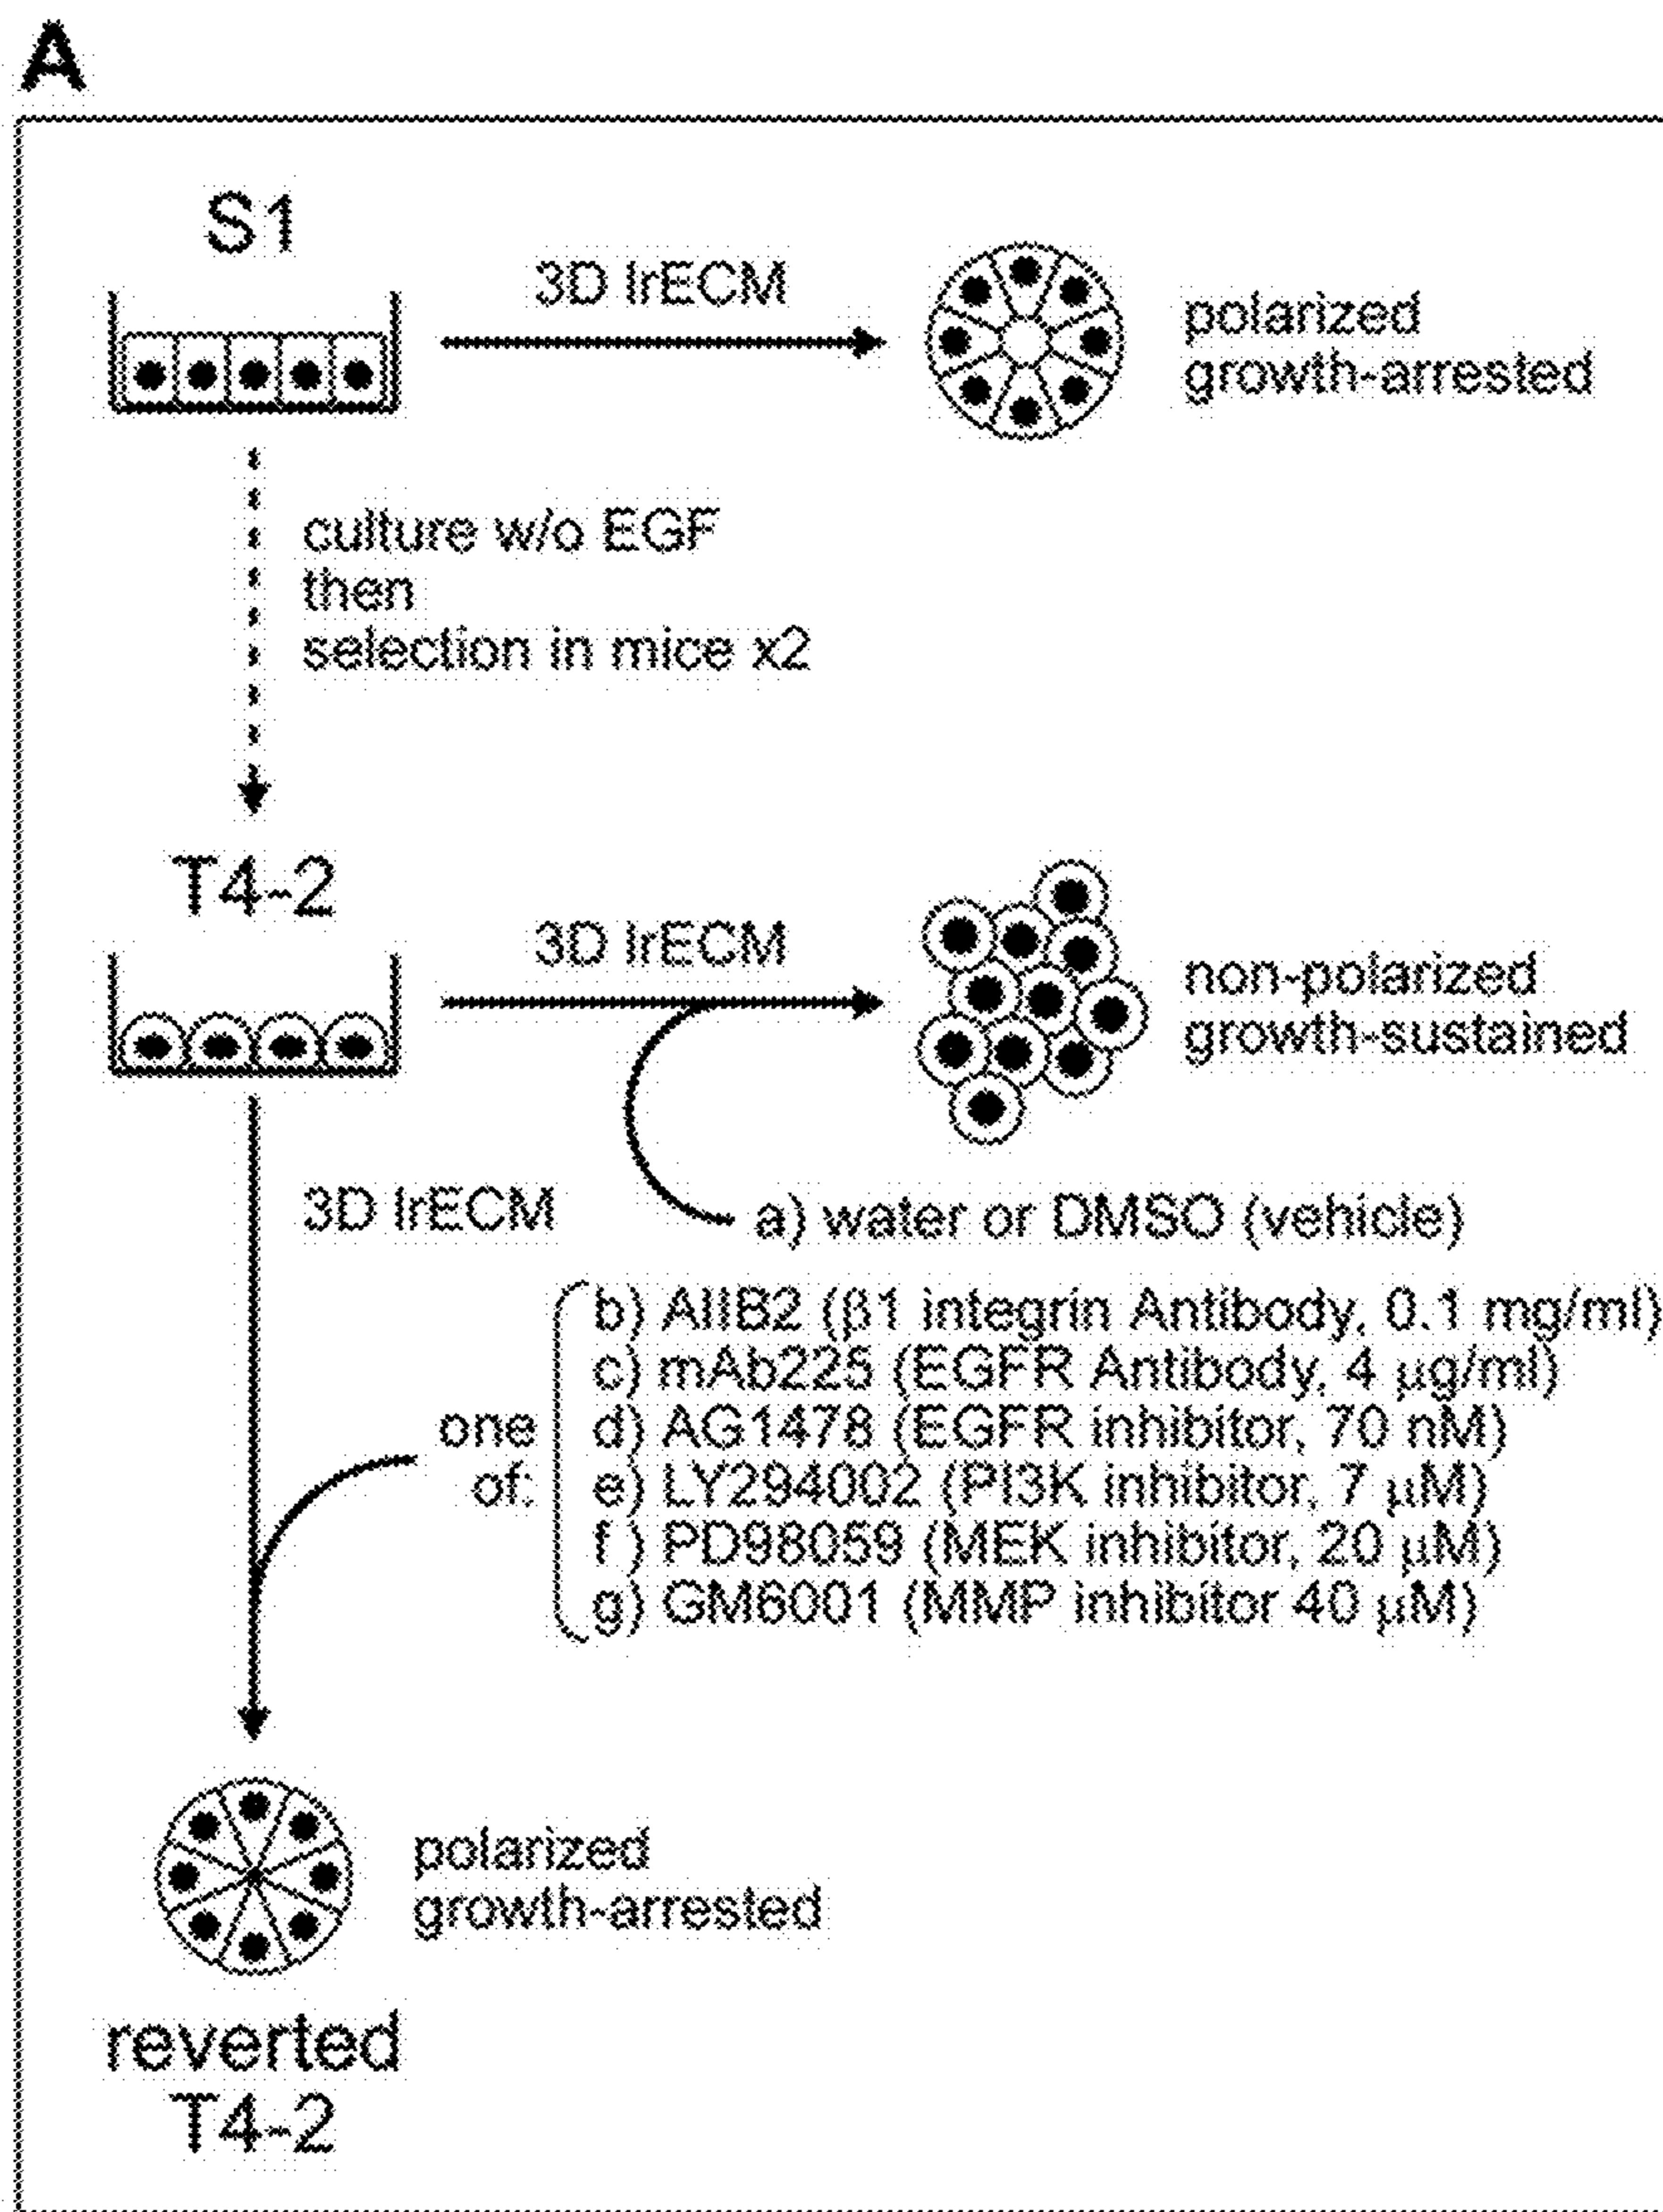 A
S1
3D lrECM
polarized
growth-arrested
culture w/o EGF
then
selection in mice x2
T4-2
3D lrECM
non-polarized
growth-sustained
3D lrECM
a) water or DMSO (vehicle)
b) AIIB2 (β1 integrin Antibody, 0.1 mg/ml)
c) mAb225 (EGFR Antibody, 4 μg/ml)
one
of:
d) AG1478 (EGFR inhibitor, 70 nM)
e) LY294002 (PI3K inhibitor, 7 μM)
f ) PD98059 (MEK inhibitor, 20 μM)
g) GM6001 (MMP inhibitor 40 μM)
polarized
growth-arrested
reverted
T4-2